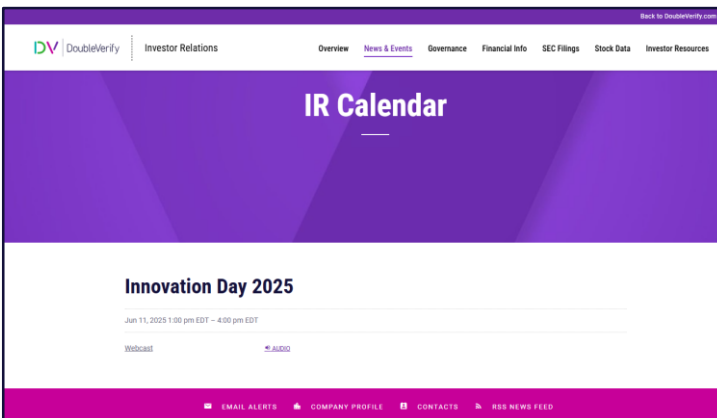 Back to DoubleVerify.com
DV DoubleVerify Investor Relations Overview News & Events Governance Financial Info SEC Filings Stock Data Investor Resources
IR Calendar
Innovation Day 2025
Jun 11, 2025 1:00 pm EDT – 4:00 pm EDT
Webcast AUDIO
EMAIL ALERTS COMPANY PROFILE CONTACTS RSS NEWS FEED